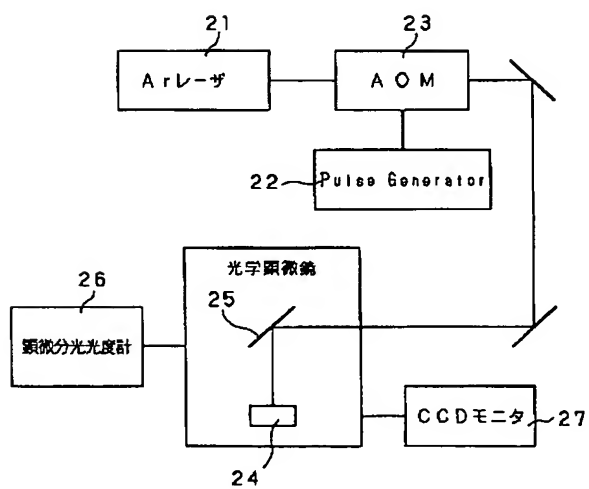 21
23
Arレーザ
AOM
22
Pulse Generator
光学顕微鏡
26
25
顕微分光光度計
CCDモニタ
27
24